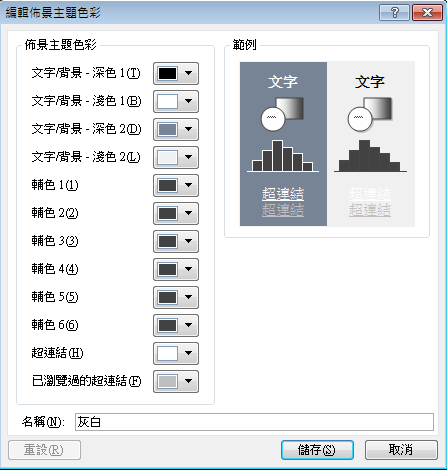 編輯佈景主題色彩
佈景主題色彩
文字/背景 - 深色 1(T)
文字/背景 - 淺色 1(B)
文字/背景 - 深色 2(D)
文字/背景 - 淺色 2(L)
輔色 1(1)
輔色 2(2)
輔色 3(3)
輔色 4(4)
輔色 5(5)
輔色 6(6)
超連結(H)
已瀏覽過的超連結(F)
範例
文字 文字
超連結 超連結
超連結 超連結
名稱(N): 灰白
重設(R) 儲存(S) 取消